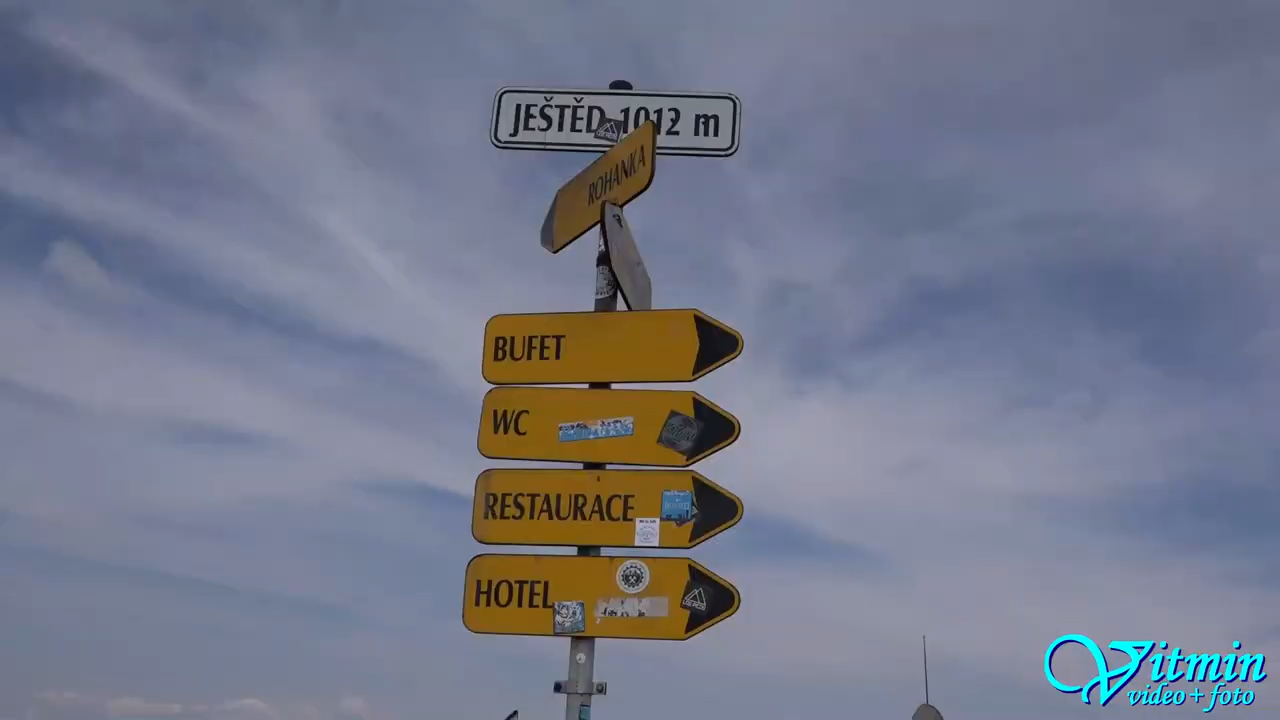 JEŠTĚD 1012 m
ROHANKA
BUFET
WC
RESTAURACE
HOTEL
Vitmin
video + foto